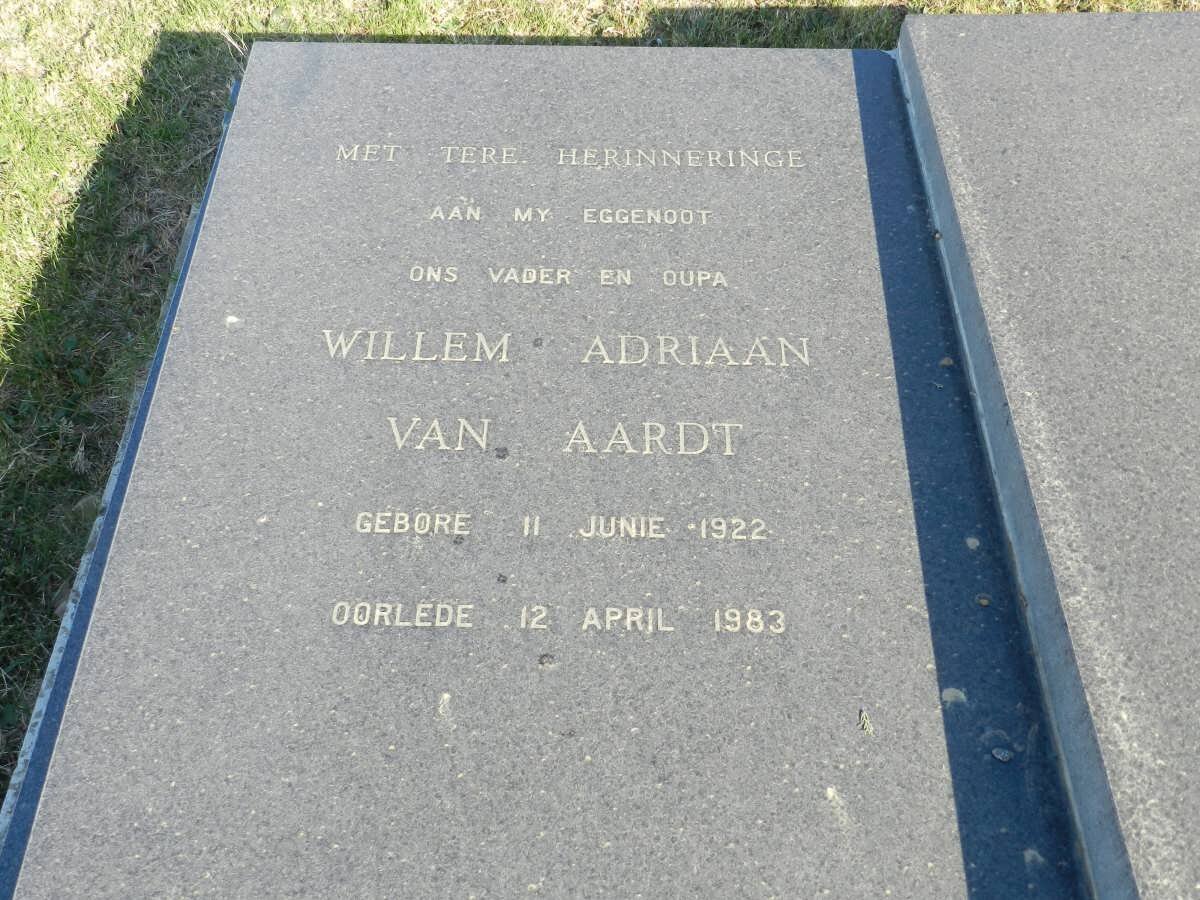 MET TERE HERINNERINGE
AAN MY EGGENOOT
ONS VADER EN OUPA
WILLEM ADRIAAN
VAN AARDT
GEBORE 11 JUNIE 1922
OORLEDE 12 APRIL 1983